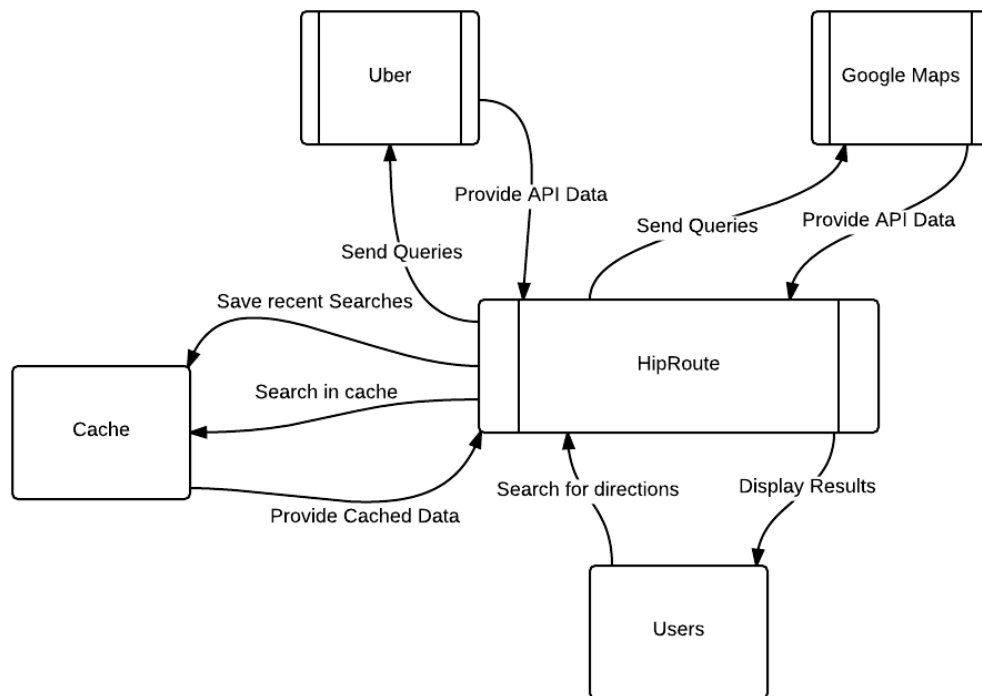 Uber
Google Maps
Provide API Data
Send Queries
Provide API Data
Send Queries
Save recent Searches
HipRoute
Search in cache
Cache
Search for directions
Display Results
Provide Cached Data
Users